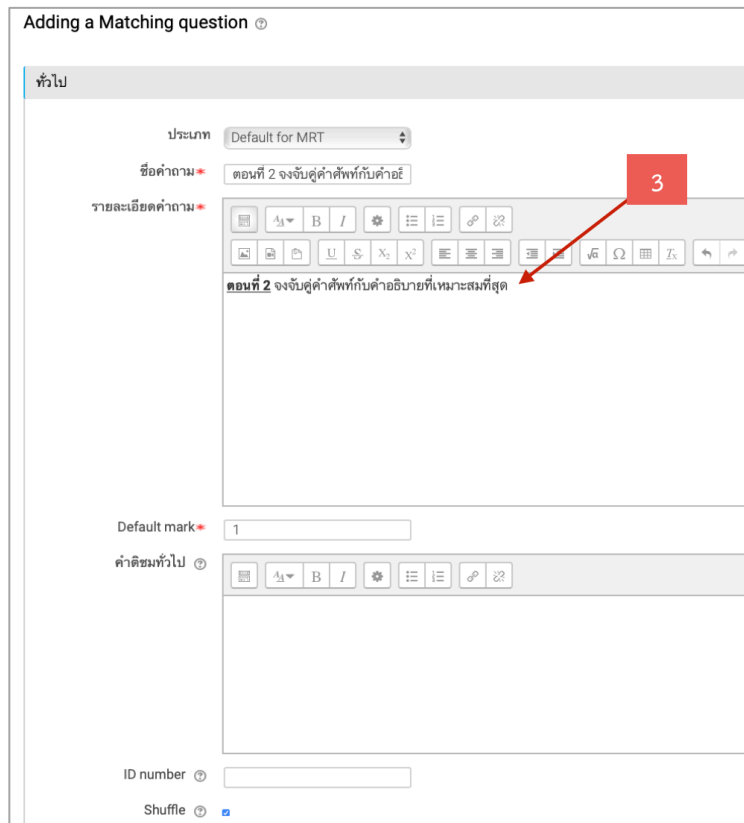 Adding a Matching question
ทั่วไป
ประเภท Default for MRT
ชื่อคำถาม* ตอนที่ 2 จงจับคู่คำศัพท์กับคำอธิ
3
รายละเอียดคำถาม*
ตอนที่ 2 จงจับคู่คำศัพท์กับคำอธิบายที่เหมาะสมที่สุด
Default mark* 1
คำติชมทั่วไป
ID number
Shuffle